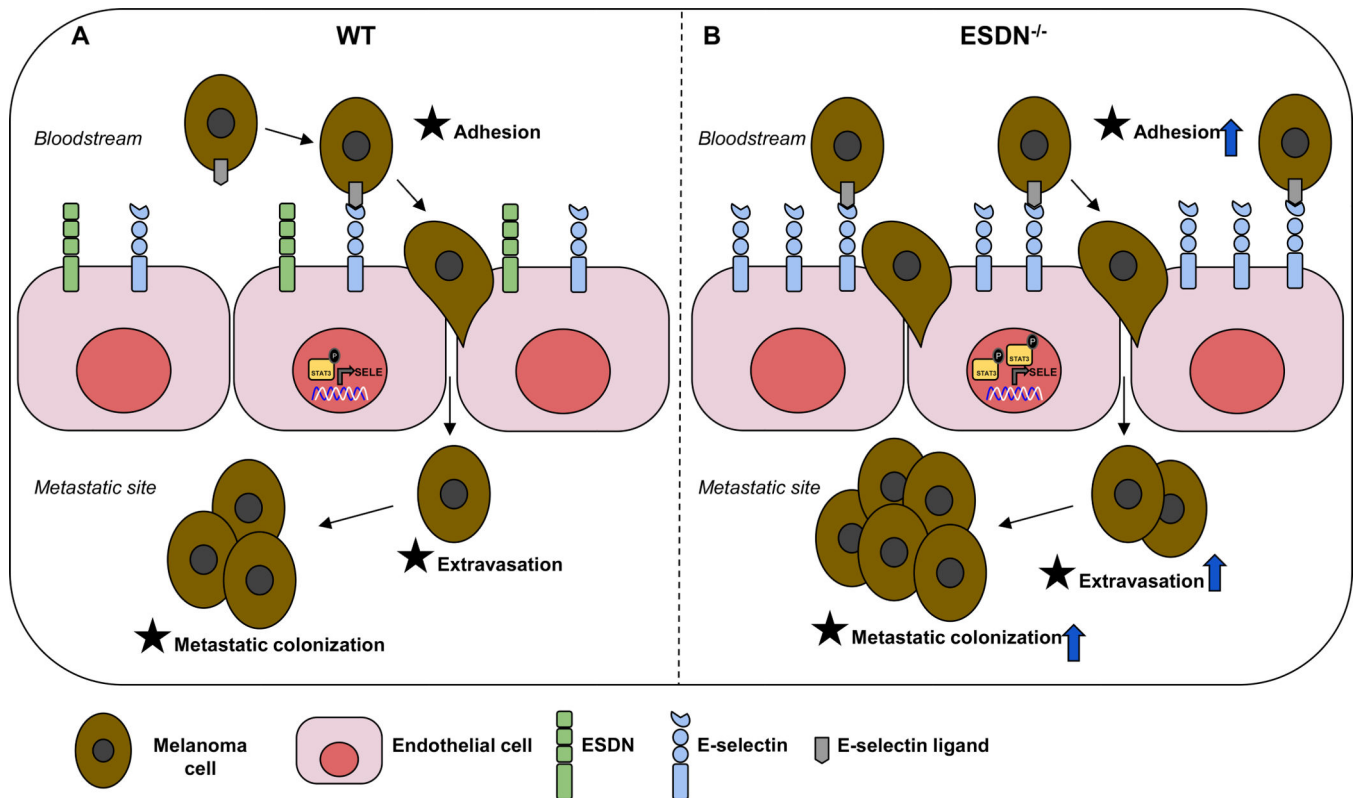 A
WT
Bloodstream
Adhesion
P
STAT3
SELE
Metastatic site
Extravasation
Metastatic colonization
B
ESDN-/-
Bloodstream
Adhesion
P
P
STAT3
STAT3
SELE
Metastatic site
Extravasation
Metastatic colonization
Melanoma
cell
Endothelial cell
ESDN
E-selectin
E-selectin ligand